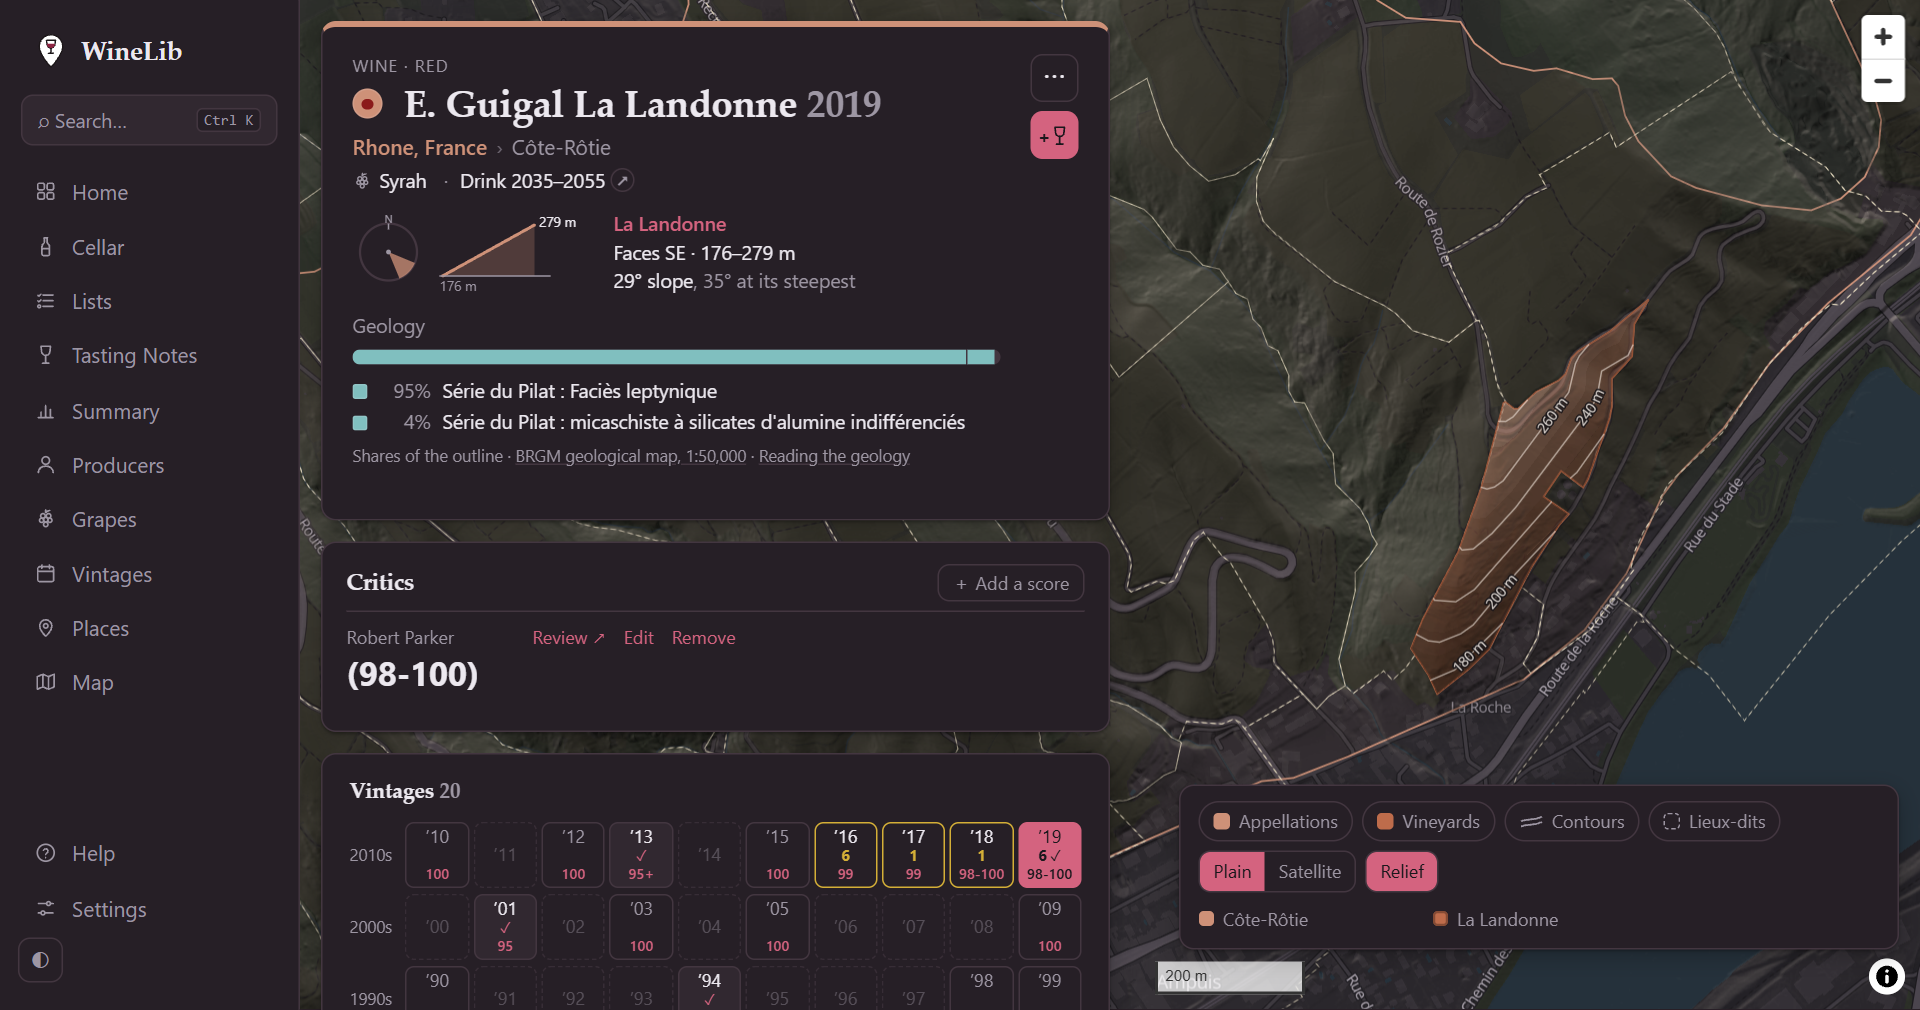 WineLib
Search...
Ctrl K
Home
Cellar
Lists
Tasting Notes
Summary
Producers
Grapes
Vintages
Places
Map
Help
Settings
WINE · RED
E. Guigal La Landonne 2019
Rhone, France › Côte-Rôtie
Syrah · Drink 2035–2055 ↗
N
279 m
176 m
La Landonne
Faces SE · 176–279 m
29° slope, 35° at its steepest
Geology
95% Série du Pilat : Faciès leptynique
4% Série du Pilat : micaschiste à silicates d'alumine indifférenciés
Shares of the outline · BRGM geological map, 1:50,000 · Reading the geology
Critics
+ Add a score
Robert Parker
Review ↗ Edit Remove
(98-100)
Vintages 20
2010s
'10
100
'11
'12
100
'13
✓
95+
'14
'15
100
'16
6
99
'17
1
99
'18
1
98-100
'19
6 ✓
98-100
2000s
'00
'01
✓
95
'02
'03
100
'04
'05
100
'06
'07
'08
'09
100
1990s
'90
'91
'92
'93
'94
✓
'95
'96
'97
'98
'99
Route de Rozier
260 m
240 m
200 m
180 m
Rue du Stade
Route de la Roche
La Roche
Route
Appellations
Vineyards
Contours
Lieux-dits
Plain
Satellite
Relief
Côte-Rôtie
La Landonne
200 m
Ampuis
Rue d
Chemin de